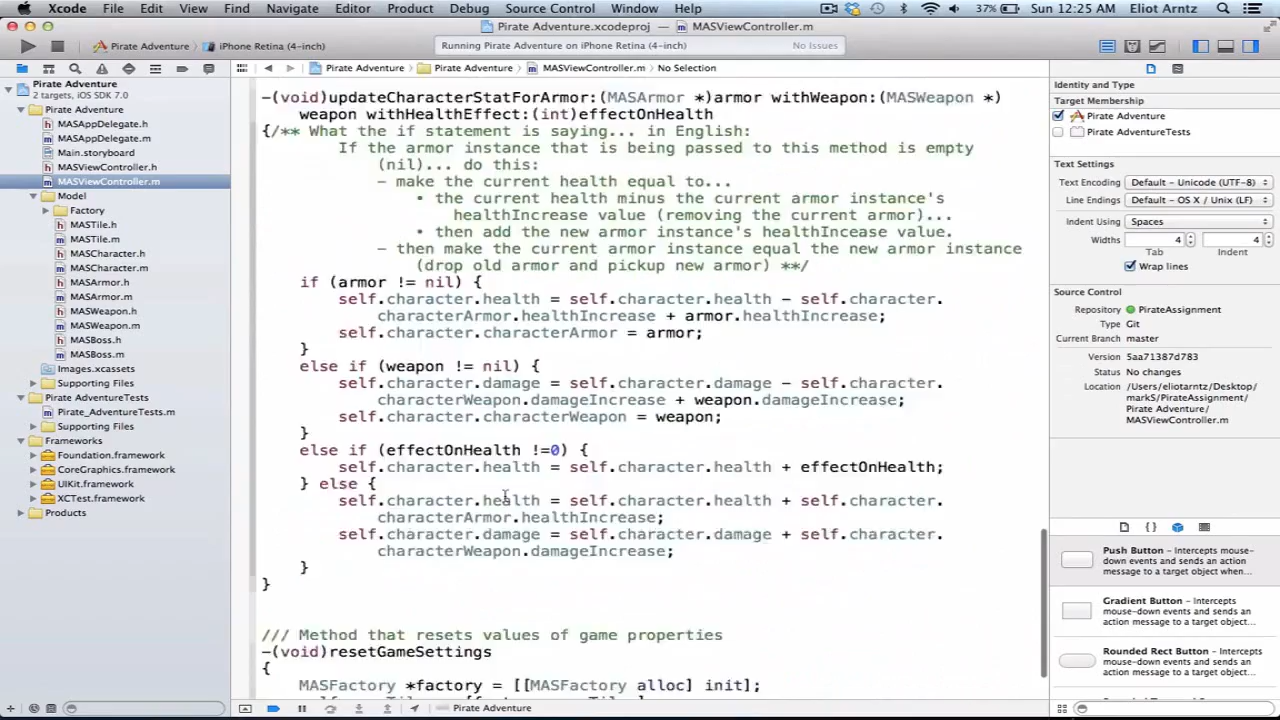 Xcode File Edit View Find Navigate Editor Product Debug Source Control Window Help 37% Sun 12:25 AM Eliot Arntz
Pirate Adventure.xcodeproj — MASViewController.m
Pirate Adventure iPhone Retina (4-inch) Running Pirate Adventure on iPhone Retina (4-inch) No Issues
Pirate Adventure Pirate Adventure MASViewController.m No Selection
Pirate Adventure
2 targets, iOS SDK 7.0
Pirate Adventure
MASAppDelegate.h
MASAppDelegate.m
Main.storyboard
MASViewController.h
MASViewController.m
Model
Factory
MASTile.h
MASTile.m
MASCharacter.h
MASCharacter.m
MASArmor.h
MASArmor.m
MASWeapon.h
MASWeapon.m
MASBoss.h
MASBoss.m
Images.xcassets
Supporting Files
Pirate AdventureTests
Pirate_AdventureTests.m
Supporting Files
Frameworks
Foundation.framework
CoreGraphics.framework
UIKit.framework
XCTest.framework
Products
-(void)updateCharacterStatForArmor:(MASArmor *)armor withWeapon:(MASWeapon *)
weapon withHealthEffect:(int)effectOnHealth
{/** What the if statement is saying... in English:
If the armor instance that is being passed to this method is empty
(nil)... do this:
- make the current health equal to...
• the current health minus the current armor instance's
healthIncrease value (removing the current armor)...
• then add the new armor instance's healthIncease value.
- then make the current armor instance equal the new armor instance
(drop old armor and pickup new armor) **/
if (armor != nil) {
self.character.health = self.character.health - self.character.
characterArmor.healthIncrease + armor.healthIncrease;
self.character.characterArmor = armor;
}
else if (weapon != nil) {
self.character.damage = self.character.damage - self.character.
characterWeapon.damageIncrease + weapon.damageIncrease;
self.character.characterWeapon = weapon;
}
else if (effectOnHealth !=0) {
self.character.health = self.character.health + effectOnHealth;
} else {
self.character.health = self.character.health + self.character.
characterArmor.healthIncrease;
self.character.damage = self.character.damage + self.character.
characterWeapon.damageIncrease;
}
}
/// Method that resets values of game properties
-(void)resetGameSettings
{
MASFactory *factory = [[MASFactory alloc] init];
Pirate Adventure
Identity and Type
Target Membership
Pirate Adventure
Pirate AdventureTests
Text Settings
Text Encoding Default - Unicode (UTF-8)
Line Endings Default - OS X / Unix (LF)
Indent Using Spaces
Widths 4 4
Tab Indent
Wrap lines
Source Control
Repository PirateAssignment
Type Git
Current Branch master
Version 5aa71387d783
Status No changes
Location /Users/eliotarntz/Desktop/
markS/PirateAssignment/
Pirate Adventure/
MASViewController.m
Push Button - Intercepts mouse-
down events and sends an action
message to a target object when...
Gradient Button - Intercepts
mouse-down events and sends an
action message to a target object...
Rounded Rect Button - Intercepts
mouse-down events and sends an
action message to a target object...